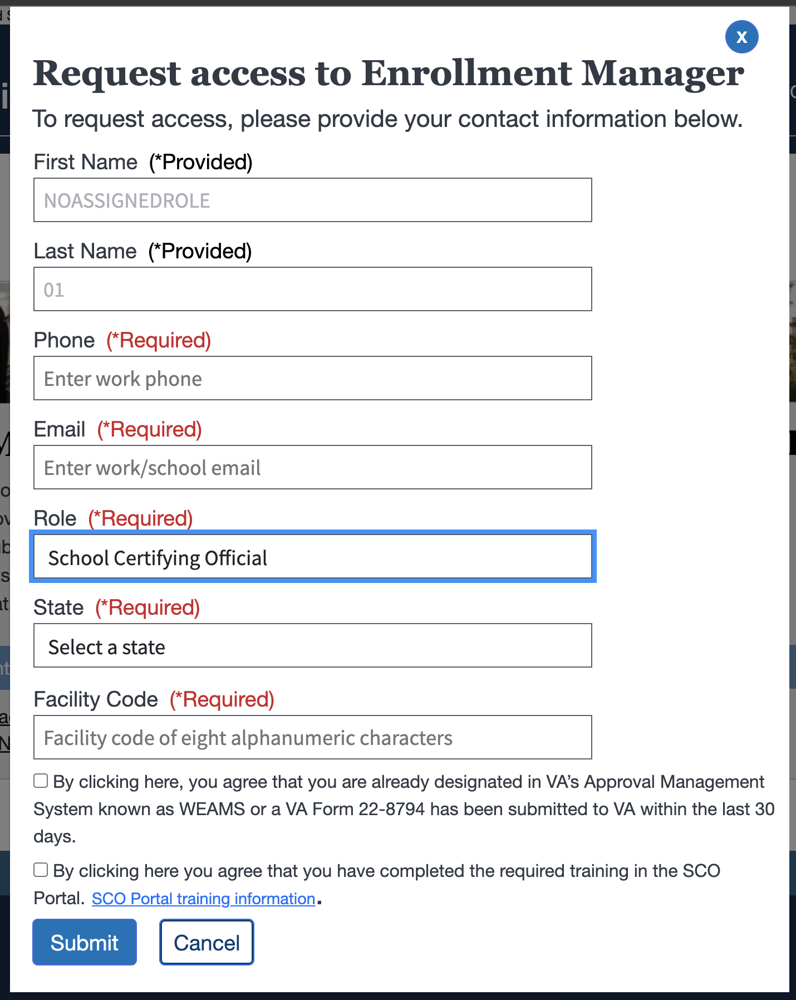 X
Request access to Enrollment Manager
To request access, please provide your contact information below.
First Name (*Provided)
NOASSIGNEDROLE
Last Name (*Provided)
01
Phone (*Required)
Enter work phone
Email (*Required)
Enter work/school email
Role (*Required)
School Certifying Official
State (*Required)
Select a state
Facility Code (*Required)
Facility code of eight alphanumeric characters
By clicking here, you agree that you are already designated in VA’s Approval Management
System known as WEAMS or a VA Form 22-8794 has been submitted to VA within the last 30
days.
By clicking here you agree that you have completed the required training in the SCO
Portal. SCO Portal training information.
Submit Cancel